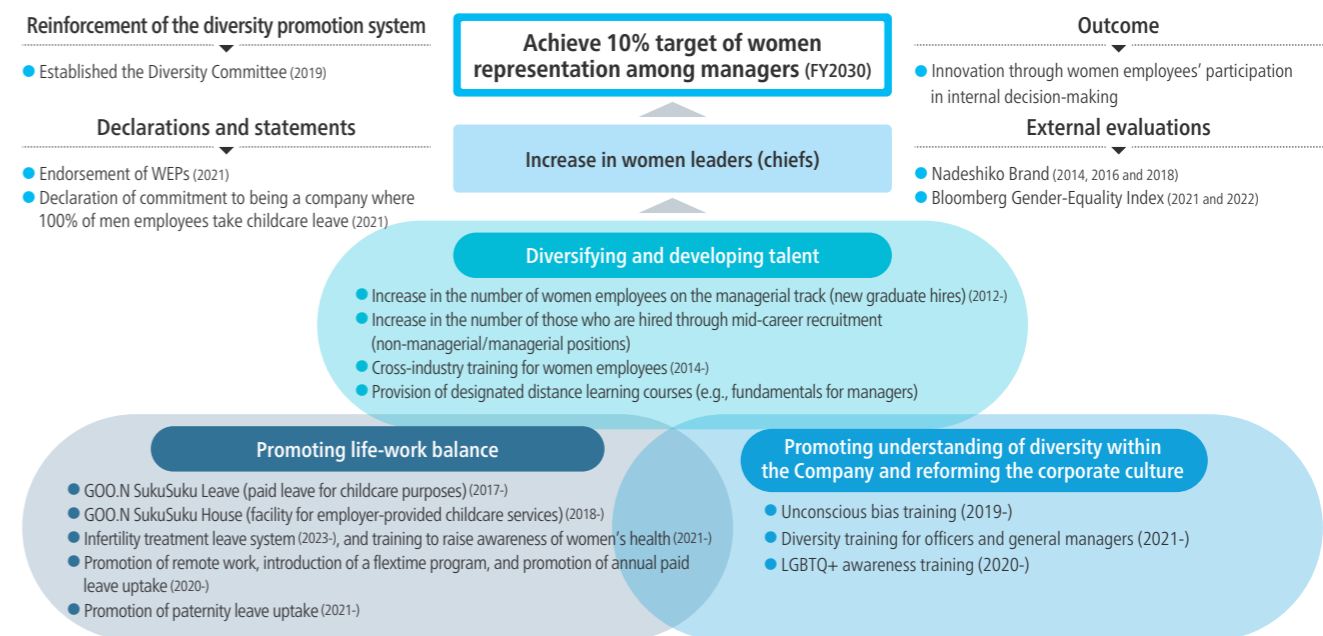 Reinforcement of the diversity promotion system
Established the Diversity Committee (2019)
Declarations and statements
Endorsement of WEPs (2021)
Declaration of commitment to being a company where
100% of men employees take childcare leave (2021)
Achieve 10% target of women
representation among managers (FY2030)
Increase in women leaders (chiefs)
Outcome
Innovation through women employees’ participation
in internal decision-making
External evaluations
Nadeshiko Brand (2014, 2016 and 2018)
Bloomberg Gender-Equality Index (2021 and 2022)
Diversifying and developing talent
Increase in the number of women employees on the managerial track (new graduate hires) (2012-)
Increase in the number of those who are hired through mid-career recruitment
(non-managerial/managerial positions)
Cross-industry training for women employees (2014-)
Provision of designated distance learning courses (e.g., fundamentals for managers)
Promoting life-work balance
GOO.N SukuSuku Leave (paid leave for childcare purposes) (2017-)
GOO.N SukuSuku House (facility for employer-provided childcare services) (2018-)
Infertility treatment leave system (2023-), and training to raise awareness of women’s health (2021-)
Promotion of remote work, introduction of a flextime program, and promotion of annual paid
leave uptake (2020-)
Promotion of paternity leave uptake (2021-)
Promoting understanding of diversity within
the Company and reforming the corporate culture
Unconscious bias training (2019-)
Diversity training for officers and general managers (2021-)
LGBTQ+ awareness training (2020-)